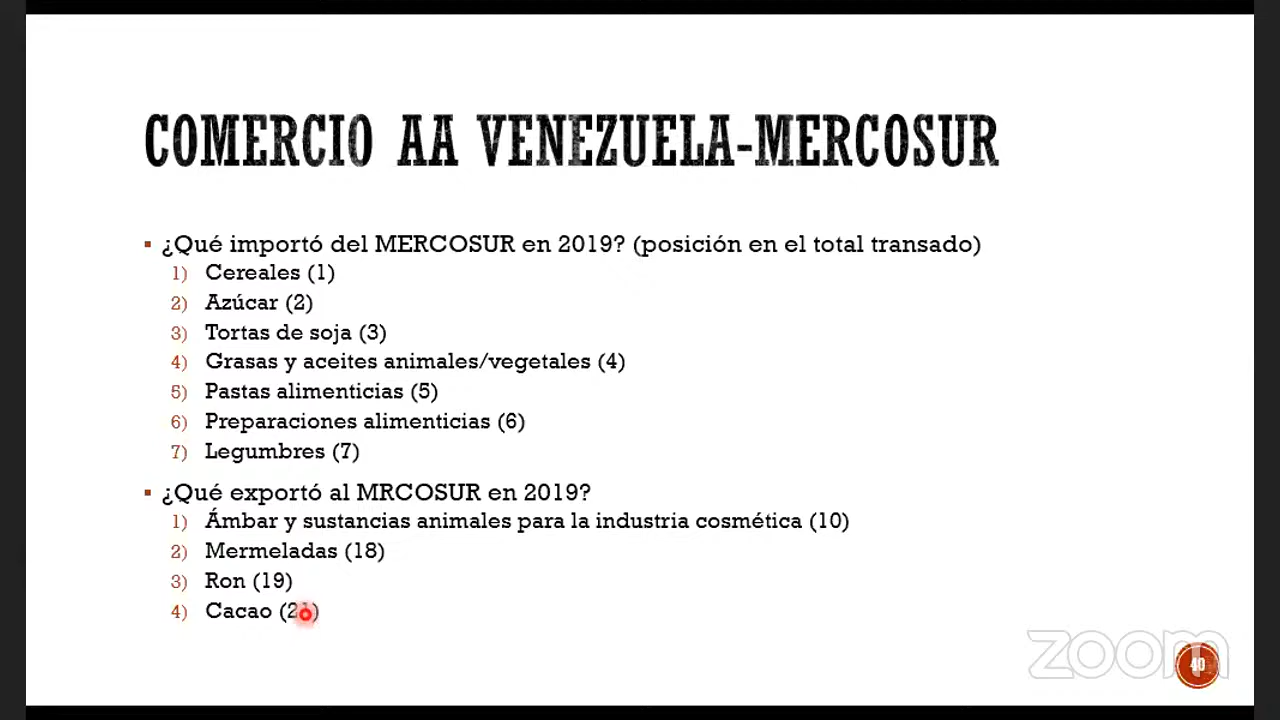 COMERCIO AA VENEZUELA-MERCOSUR
▪ ¿Qué importó del MERCOSUR en 2019? (posición en el total transado)
1) Cereales (1)
2) Azúcar (2)
3) Tortas de soja (3)
4) Grasas y aceites animales/vegetales (4)
5) Pastas alimenticias (5)
6) Preparaciones alimenticias (6)
7) Legumbres (7)
▪ ¿Qué exportó al MRCOSUR en 2019?
1) Ámbar y sustancias animales para la industria cosmética (10)
2) Mermeladas (18)
3) Ron (19)
4) Cacao (21)
zoom
40